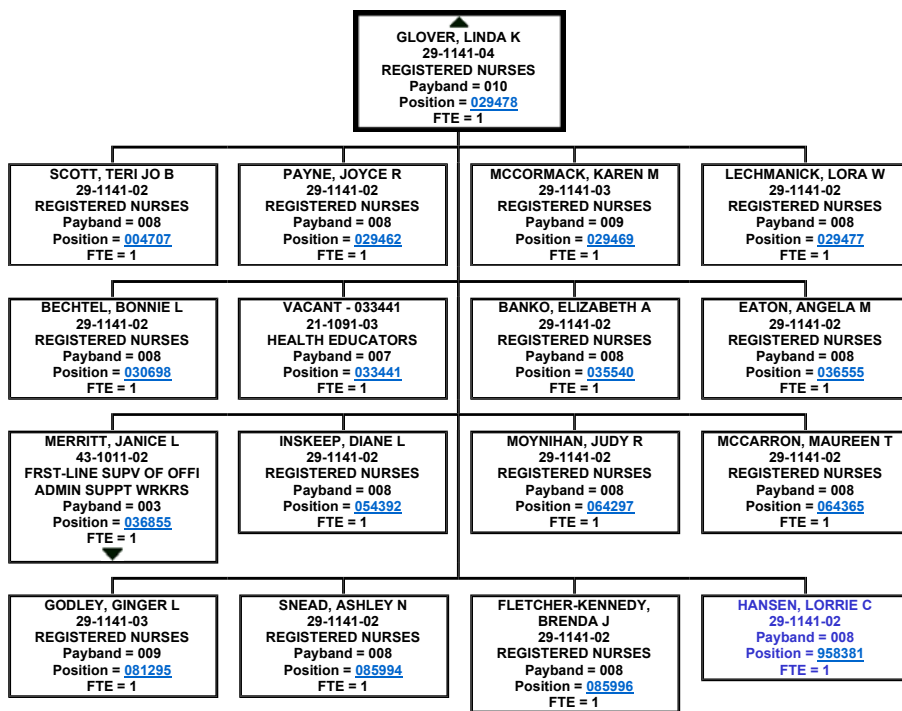 GLOVER, LINDA K
29-1141-04
REGISTERED NURSES
Payband = 010
Position = 029478
FTE = 1
SCOTT, TERI JO B
29-1141-02
REGISTERED NURSES
Payband = 008
Position = 004707
FTE = 1
PAYNE, JOYCE R
29-1141-02
REGISTERED NURSES
Payband = 008
Position = 029462
FTE = 1
MCCORMACK, KAREN M
29-1141-03
REGISTERED NURSES
Payband = 009
Position = 029469
FTE = 1
LECHMANICK, LORA W
29-1141-02
REGISTERED NURSES
Payband = 008
Position = 029477
FTE = 1
BECHTEL, BONNIE L
29-1141-02
REGISTERED NURSES
Payband = 008
Position = 030698
FTE = 1
VACANT - 033441
21-1091-03
HEALTH EDUCATORS
Payband = 007
Position = 033441
FTE = 1
BANKO, ELIZABETH A
29-1141-02
REGISTERED NURSES
Payband = 008
Position = 035540
FTE = 1
EATON, ANGELA M
29-1141-02
REGISTERED NURSES
Payband = 008
Position = 036555
FTE = 1
MERRITT, JANICE L
43-1011-02
FRST-LINE SUPV OF OFFI
ADMIN SUPPT WRKRS
Payband = 003
Position = 036855
FTE = 1
INSKEEP, DIANE L
29-1141-02
REGISTERED NURSES
Payband = 008
Position = 054392
FTE = 1
MOYNIHAN, JUDY R
29-1141-02
REGISTERED NURSES
Payband = 008
Position = 064297
FTE = 1
MCCARRON, MAUREEN T
29-1141-02
REGISTERED NURSES
Payband = 008
Position = 064365
FTE = 1
GODLEY, GINGER L
29-1141-03
REGISTERED NURSES
Payband = 009
Position = 081295
FTE = 1
SNEAD, ASHLEY N
29-1141-02
REGISTERED NURSES
Payband = 008
Position = 085994
FTE = 1
FLETCHER-KENNEDY,
BRENDA J
29-1141-02
REGISTERED NURSES
Payband = 008
Position = 085996
FTE = 1
HANSEN, LORRIE C
29-1141-02
Payband = 008
Position = 958381
FTE = 1